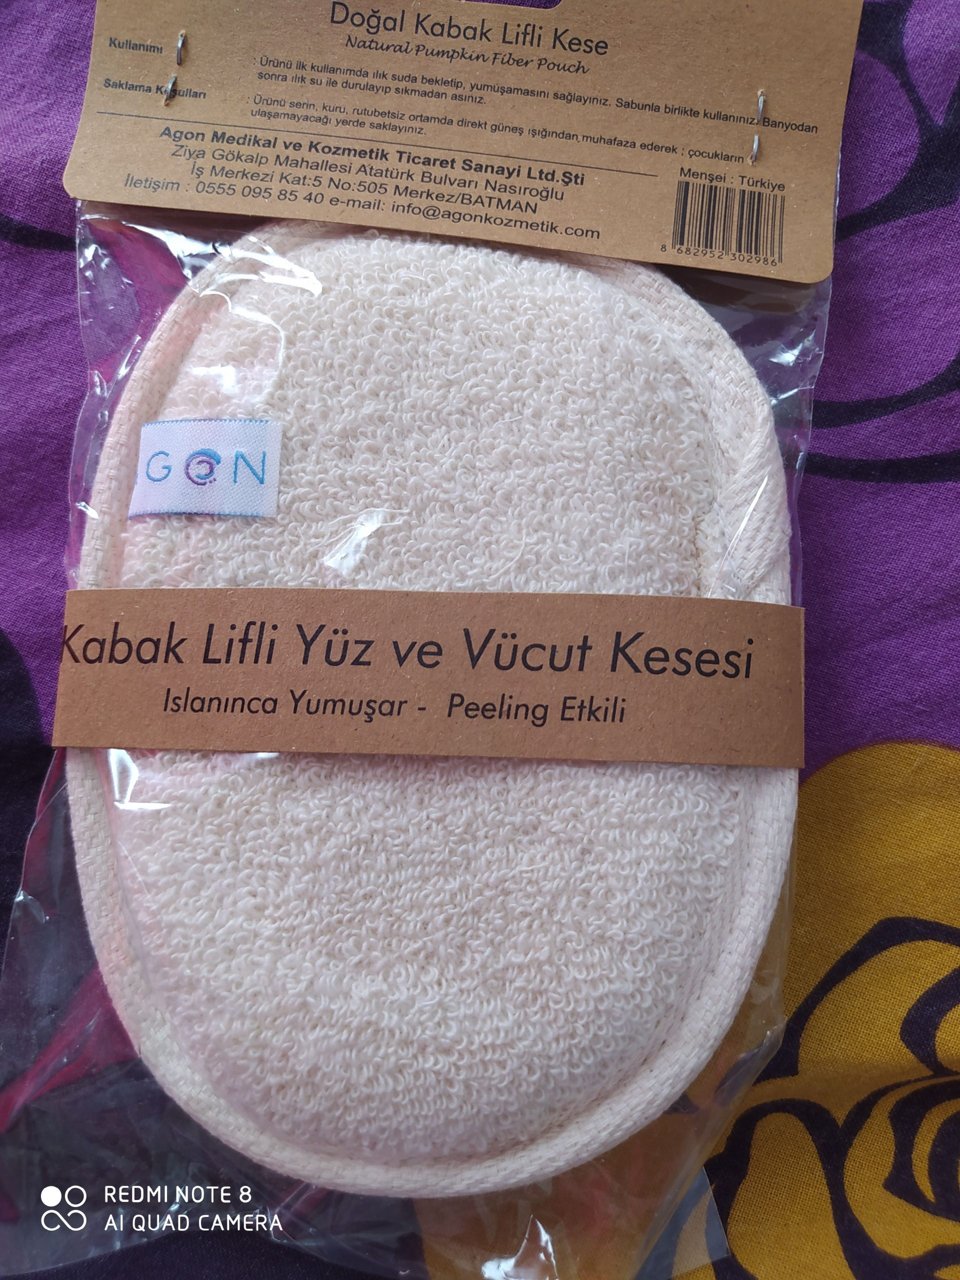 Doğal Kabak Lifli Kese
Natural Pumpkin Fiber Pouch
Kullanımı : Ürünü ilk kullanımda ılık suda bekletip, yumuşamasını sağlayınız. Sabunla birlikte kullanınız. Banyodan
sonra ılık su ile durulayıp sıkmadan asınız.
Saklama Koşulları : Ürünü serin, kuru, rutubetsiz ortamda direkt güneş ışığından muhafaza ederek ; çocukların
ulaşamayacağı yerde saklayınız.
Agon Medikal ve Kozmetik Ticaret Sanayi Ltd.Şti
Ziya Gökalp Mahallesi Atatürk Bulvarı Nasıroğlu
İş Merkezi Kat:5 No:505 Merkez/BATMAN
İletişim : 0555 095 85 40 e-mail: info@agonkozmetik.com
Menşei : Türkiye
8 682952 302986
GON
Kabak Lifli Yüz ve Vücut Kesesi
Islanınca Yumuşar - Peeling Etkili
REDMI NOTE 8
AI QUAD CAMERA